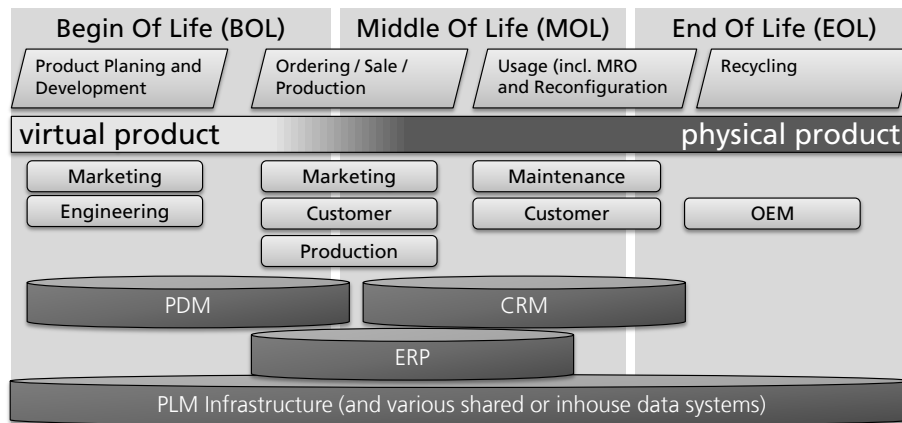 Begin Of Life (BOL)
Middle Of Life (MOL)
End Of Life (EOL)
Product Planing and
Development
Ordering / Sale /
Production
Usage (incl. MRO
and Reconfiguration
Recycling
virtual product
physical product
Marketing
Marketing
Maintenance
Engineering
Customer
Customer
OEM
Production
PDM
CRM
ERP
PLM Infrastructure (and various shared or inhouse data systems)